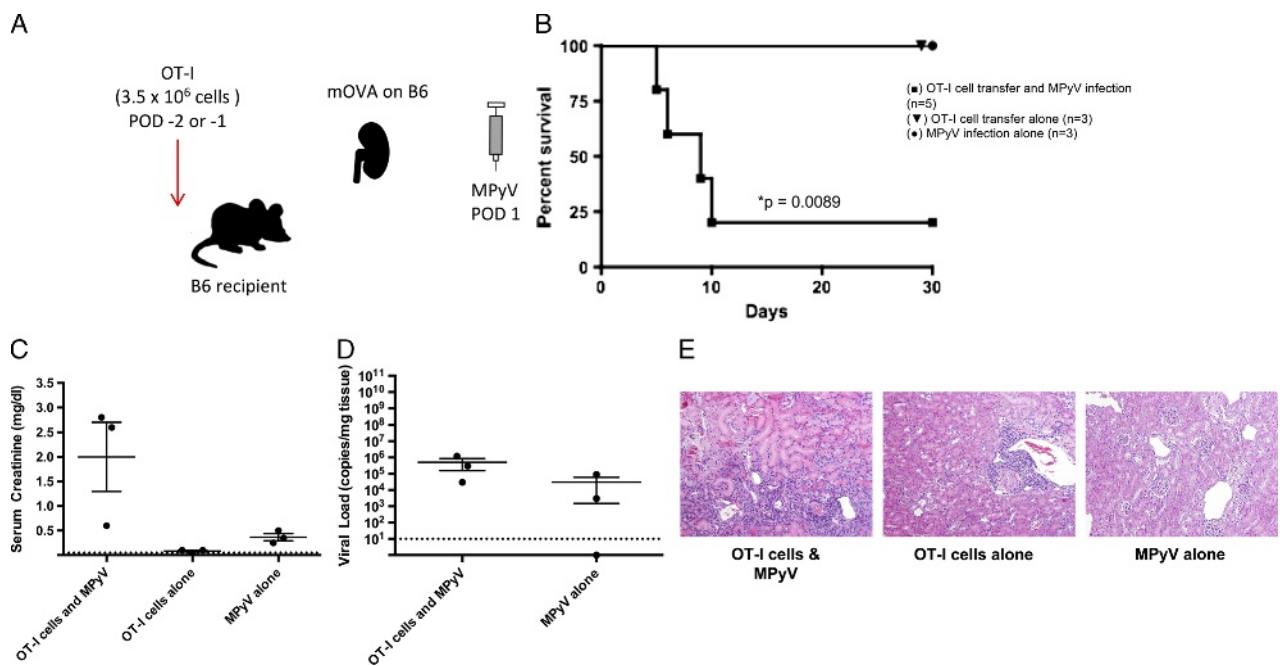 A
OT-I
(3.5 x 10⁶ cells )
POD -2 or -1
mOVA on B6
MPyV
POD 1
B6 recipient
B
Percent survival
100
75
50
25
0
0
10
20
30
Days
*p = 0.0089
(■) OT-I cell transfer and MPyV infection
(n=5)
(▼) OT-I cell transfer alone (n=3)
(●) MPyV infection alone (n=3)
C
Serum Creatinine (mg/dl)
3.5
3.0
2.5
2.0
1.5
1.0
0.5
OT-I cells and MPyV
OT-I cells alone
MPyV alone
D
Viral Load (copies/mg tissue)
10¹¹
10¹⁰
10⁹
10⁸
10⁷
10⁶
10⁵
10⁴
10³
10²
10¹
OT-I cells and MPyV
MPyV alone
E
OT-I cells &
MPyV
OT-I cells alone
MPyV alone